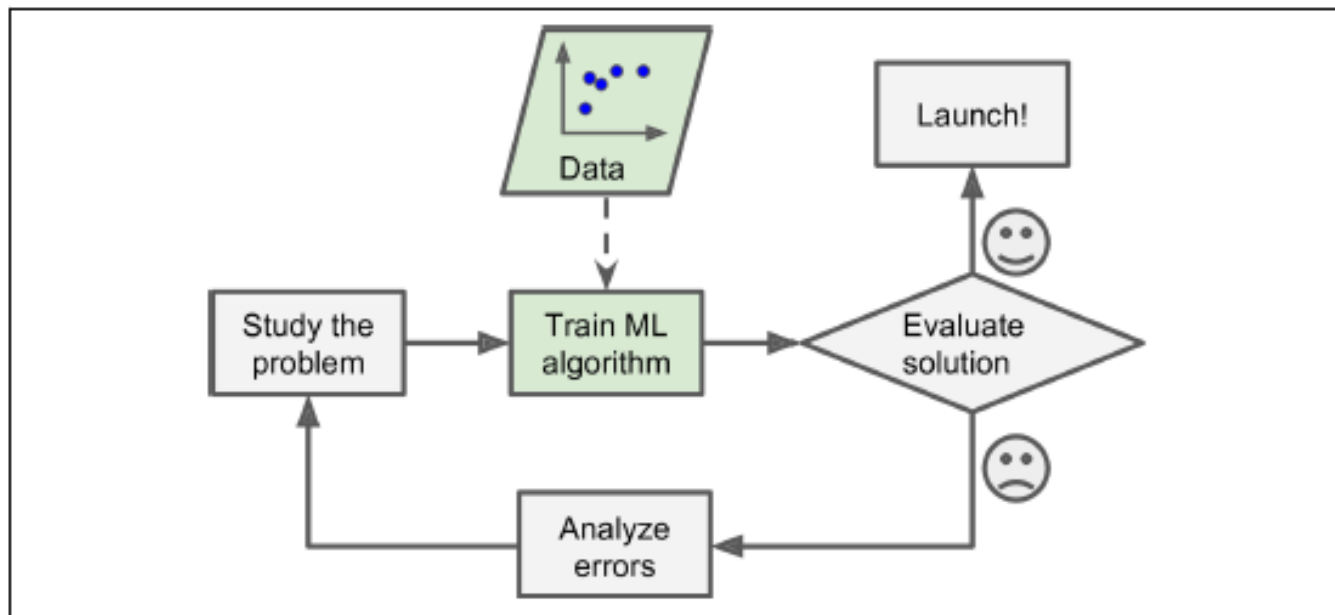 Data
Launch!
Study the
problem
Train ML
algorithm
Evaluate
solution
Analyze
errors